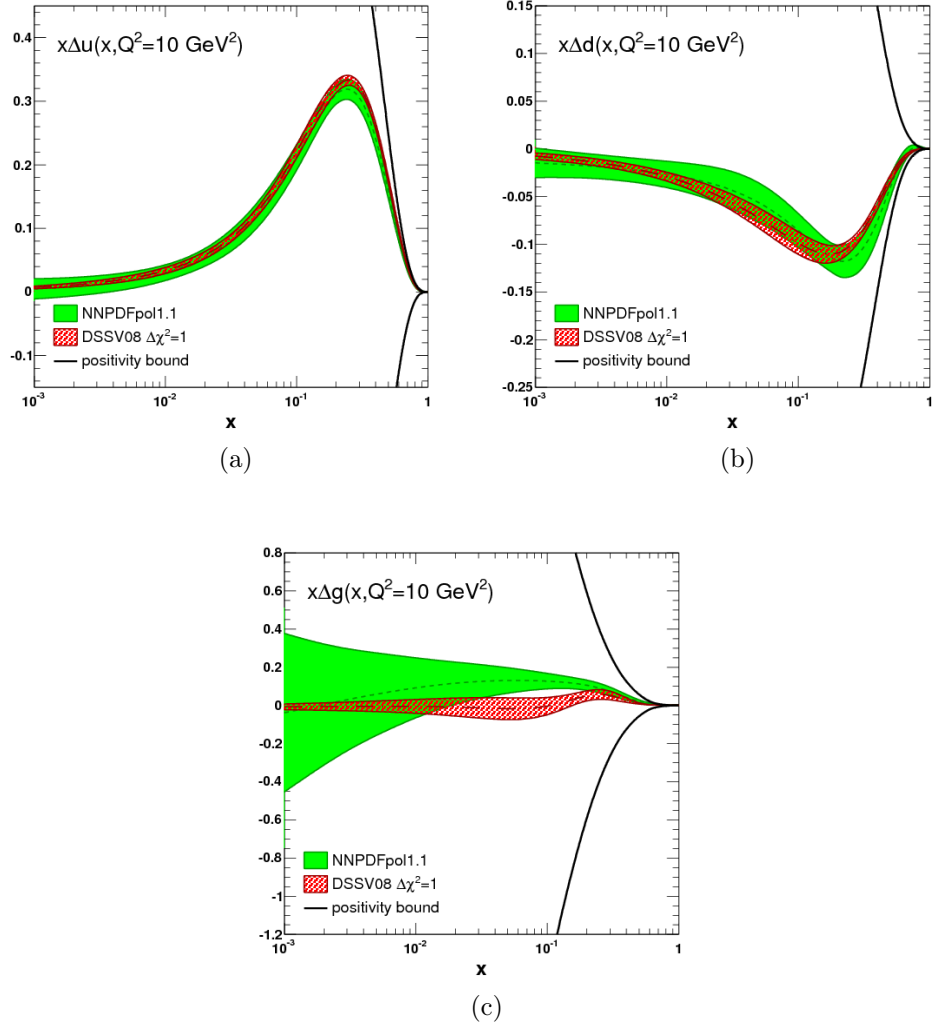 xΔu(x,Q²=10 GeV²)
0.4
0.3
0.2
0.1
0
-0.1
NNPDFpol1.1
DSSV08 Δχ²=1
positivity bound
10⁻³ 10⁻² 10⁻¹ 1
x
(a)
0.15
xΔd(x,Q²=10 GeV²)
0.10
0.05
0
-0.05
-0.10
-0.15
-0.20
-0.25
NNPDFpol1.1
DSSV08 Δχ²=1
positivity bound
10⁻³ 10⁻² 10⁻¹ 1
x
(b)
0.8
xΔg(x,Q²=10 GeV²)
0.6
0.4
0.2
0
-0.2
-0.4
-0.6
-0.8
-1
-1.2
NNPDFpol1.1
DSSV08 Δχ²=1
positivity bound
10⁻³ 10⁻² 10⁻¹ 1
x
(c)